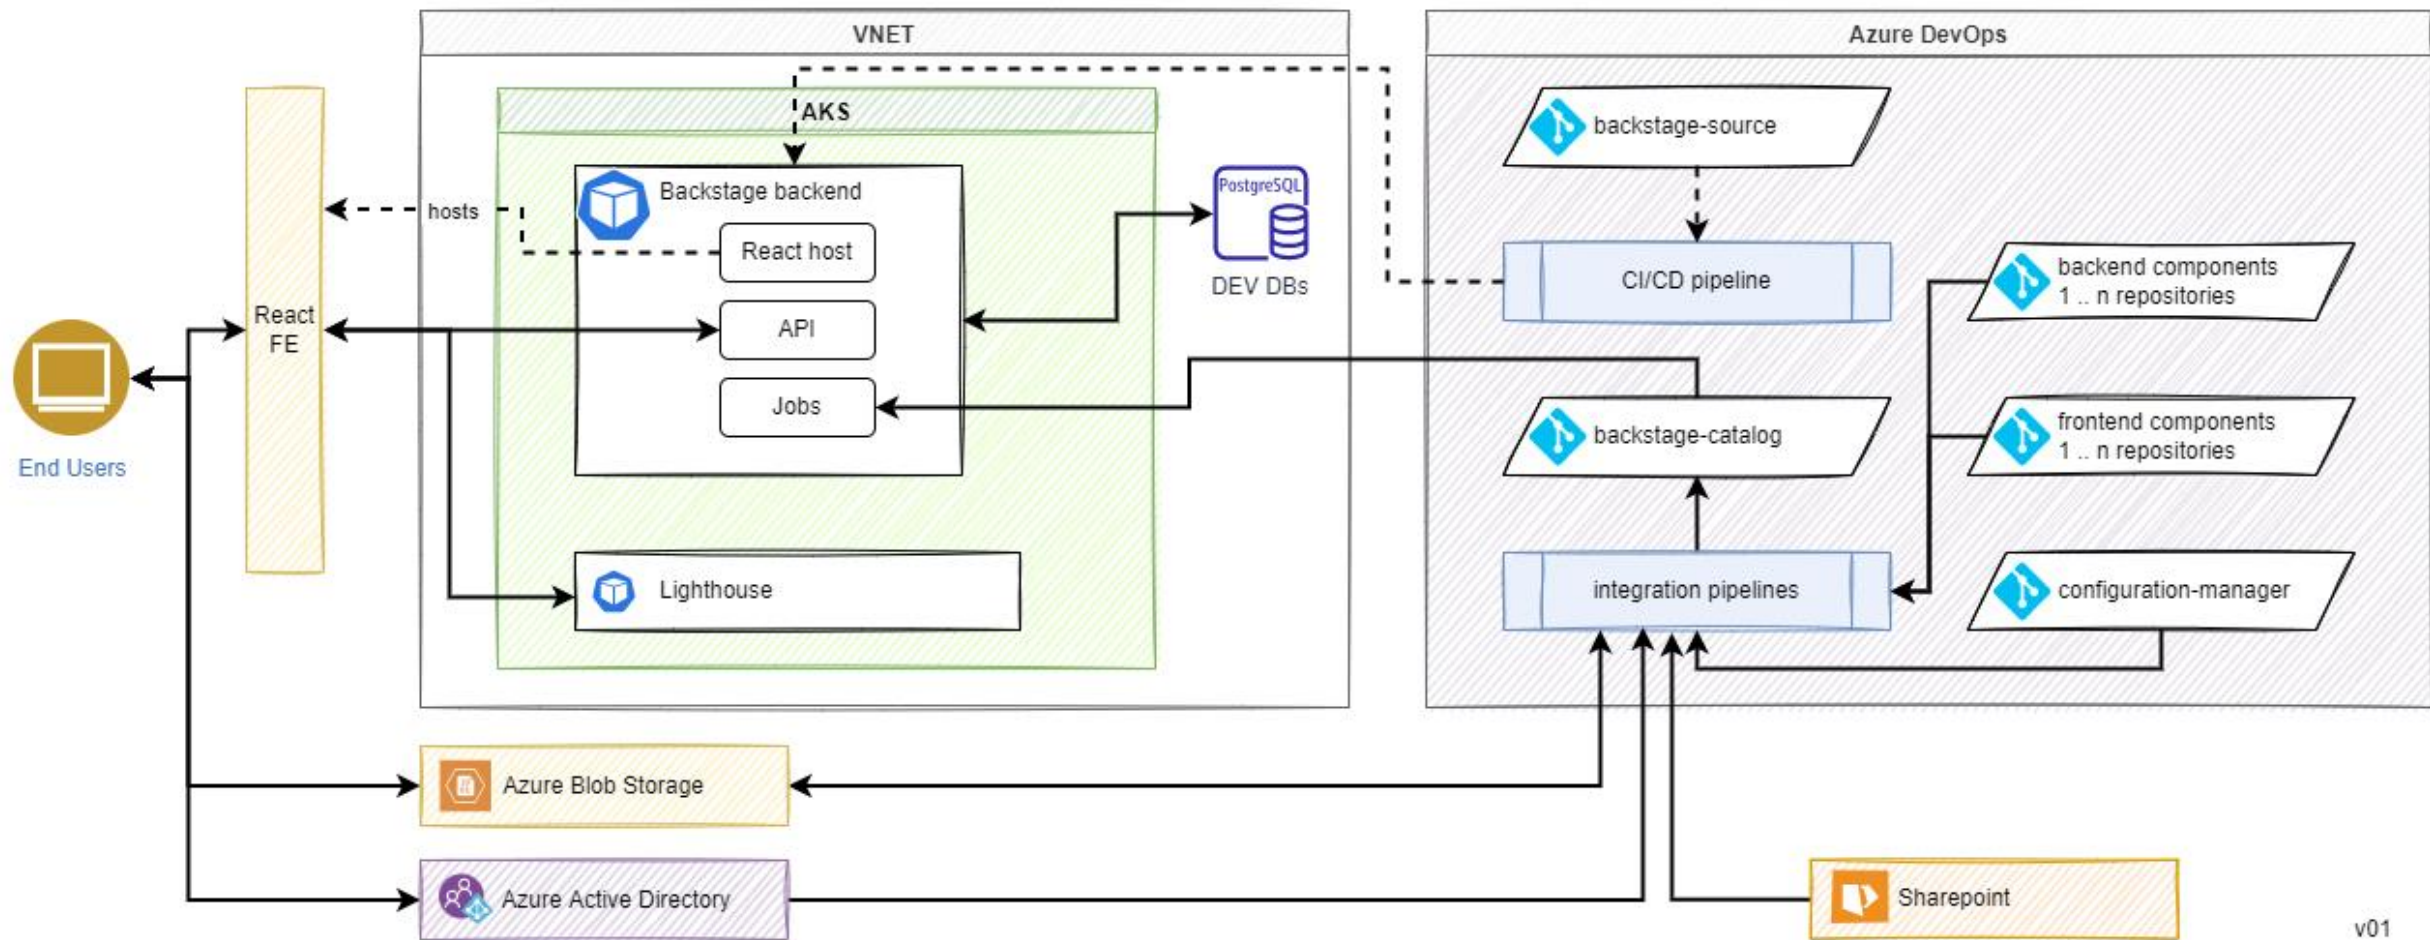 VNET
Azure DevOps
AKS
backstage-source
Backstage backend
PostgreSQL
hosts
React host
DEV DBs
CI/CD pipeline
backend components
1 .. n repositories
React
FE
API
Jobs
backstage-catalog
frontend components
1 .. n repositories
End Users
Lighthouse
integration pipelines
configuration-manager
Azure Blob Storage
Azure Active Directory
Sharepoint
v01